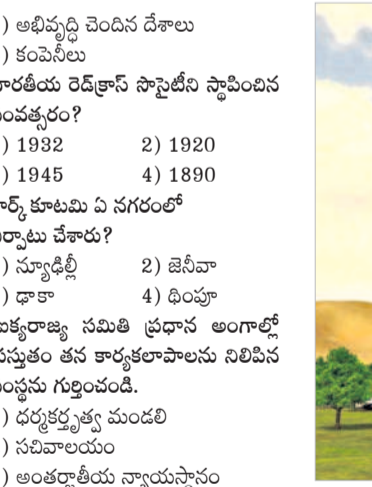 ) అభివృద్ధి చెందిన దేశాలు
) కంపెనీలు
ారతీయ రెడ్‌క్రాస్ సొసైటీని స్థాపించిన
ంవత్సరం?
) 1932 2) 1920
) 1945 4) 1890
ార్క్ కూటమి ఏ నగరంలో
ర్పాటు చేశారు?
) న్యూఢిల్లీ 2) జెనీవా
) ఢాకా 4) థింపూ
ఐక్యరాజ్య సమితి ప్రధాన అంగాల్లో
్రస్తుతం తన కార్యకలాపాలను నిలిపిన
ంస్థను గుర్తించండి.
) ధర్మకర్తృత్వ మండలి
) సచివాలయం
) అంతర్జాతీయ న్యాయస్థానం